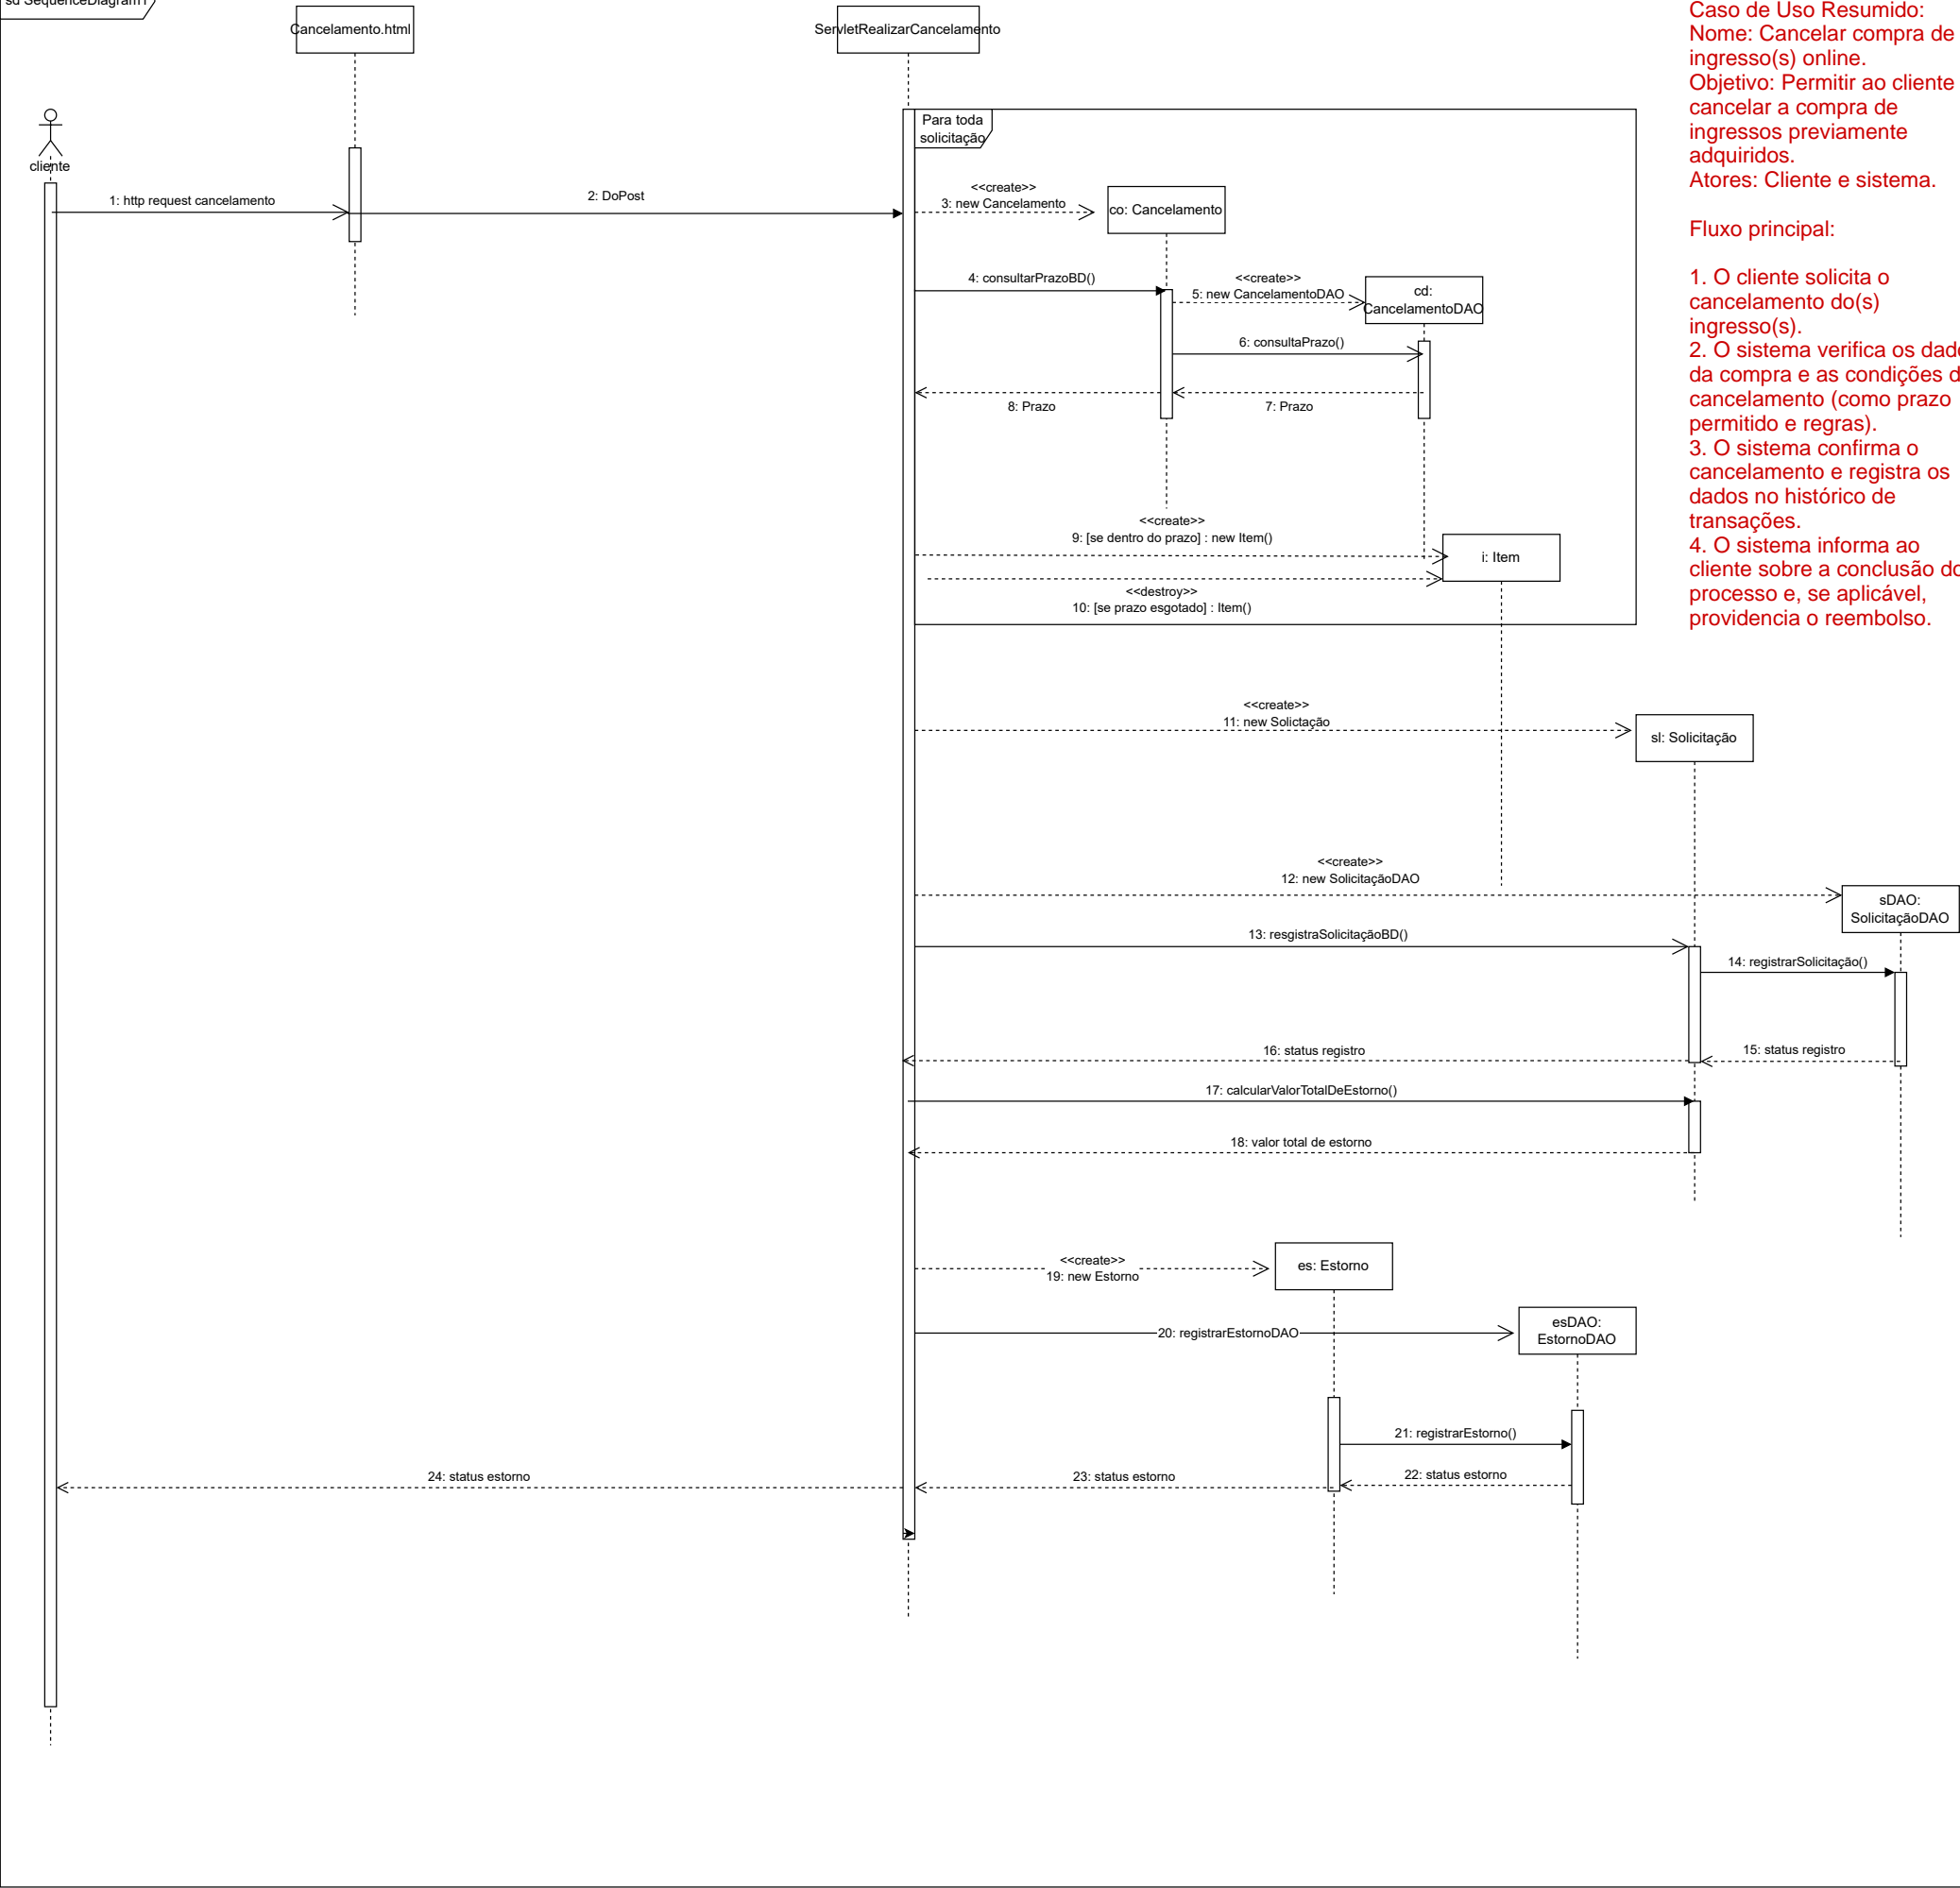 sd SequenceDiagram1
Cancelamento.html
ServletRealizarCancelamento
Caso de Uso Resumido:
Nome: Cancelar compra de
ingresso(s) online.
Objetivo: Permitir ao cliente
cancelar a compra de
ingressos previamente
adquiridos.
Atores: Cliente e sistema.
Fluxo principal:
1. O cliente solicita o
cancelamento do(s)
ingresso(s).
2. O sistema verifica os
da compra e as condições
cancelamento (como prazo
permitido e regras).
3. O sistema confirma o
cancelamento e registra os
dados no histórico de
transações.
4. O sistema informa ao
cliente sobre a conclusão
processo e, se aplicável,
providencia o reembolso.
cliente
Para toda
solicitação
1: http request cancelamento
2: DoPost
<<create>>
3: new Cancelamento
co: Cancelamento
4: consultarPrazoBD()
<<create>>
5: new CancelamentoDAO
cd:
CancelamentoDAO
6: consultaPrazo()
8: Prazo
7: Prazo
<<create>>
9: [se dentro do prazo] : new Item()
i: Item
<<destroy>>
10: [se prazo esgotado] : Item()
<<create>>
11: new Solictação
sl: Solicitação
<<create>>
12: new SolicitaçãoDAO
sDAO:
SolicitaçãoDAO
13: resgistraSolicitaçãoBD()
14: registrarSolicitação()
16: status registro
15: status registro
17: calcularValorTotalDeEstorno()
18: valor total de estorno
<<create>>
19: new Estorno
es: Estorno
20: registrarEstornoDAO
esDAO:
EstornoDAO
21: registrarEstorno()
24: status estorno
23: status estorno
22: status estorno